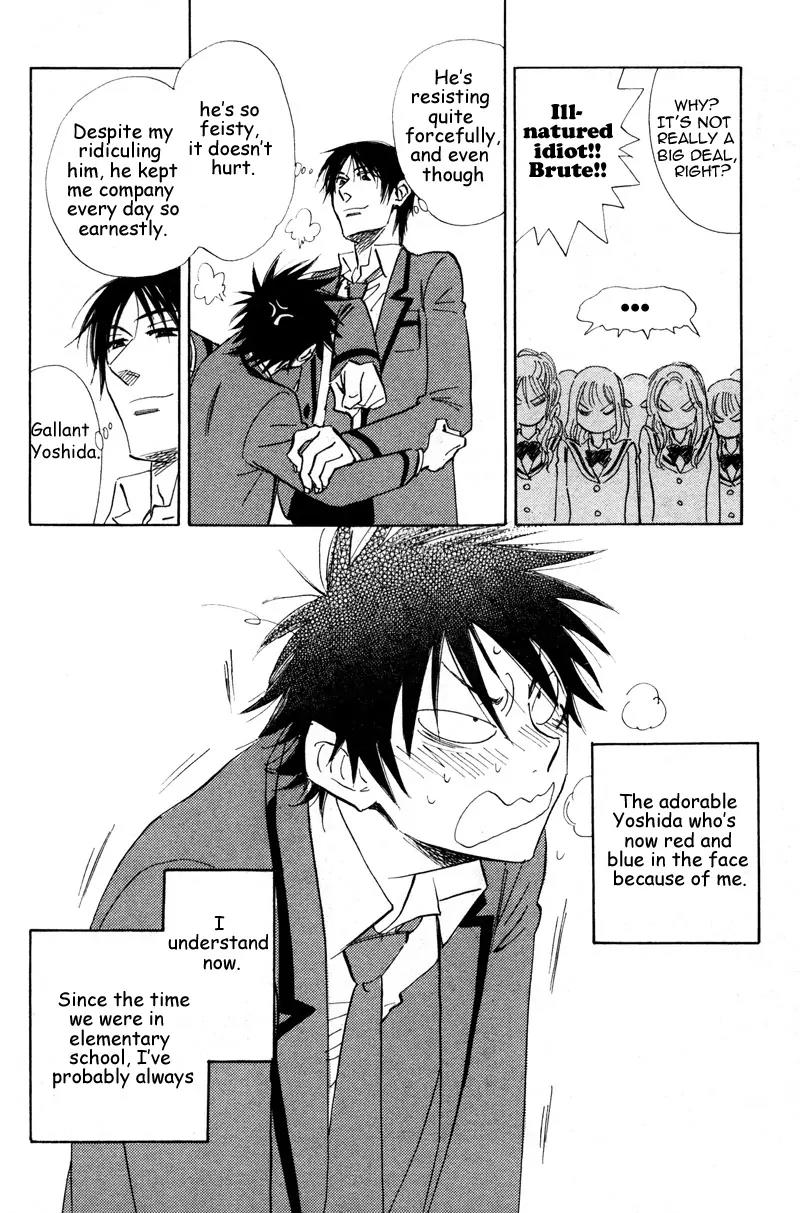 WHY?
IT'S NOT
REALLY A
BIG DEAL,
RIGHT?
Ill-
natured
idiot!!
Brute!!
...
He's
resisting
quite
forcefully,
and even
though
he's so
feisty,
it doesn't
hurt.
Despite my
ridiculing
him, he kept
me company
every day so
earnestly.
Gallant
Yoshida.
The adorable
Yoshida who's
now red and
blue in the face
because of me.
I
understand
now.
Since the time
we were in
elementary
school, I've
probably always